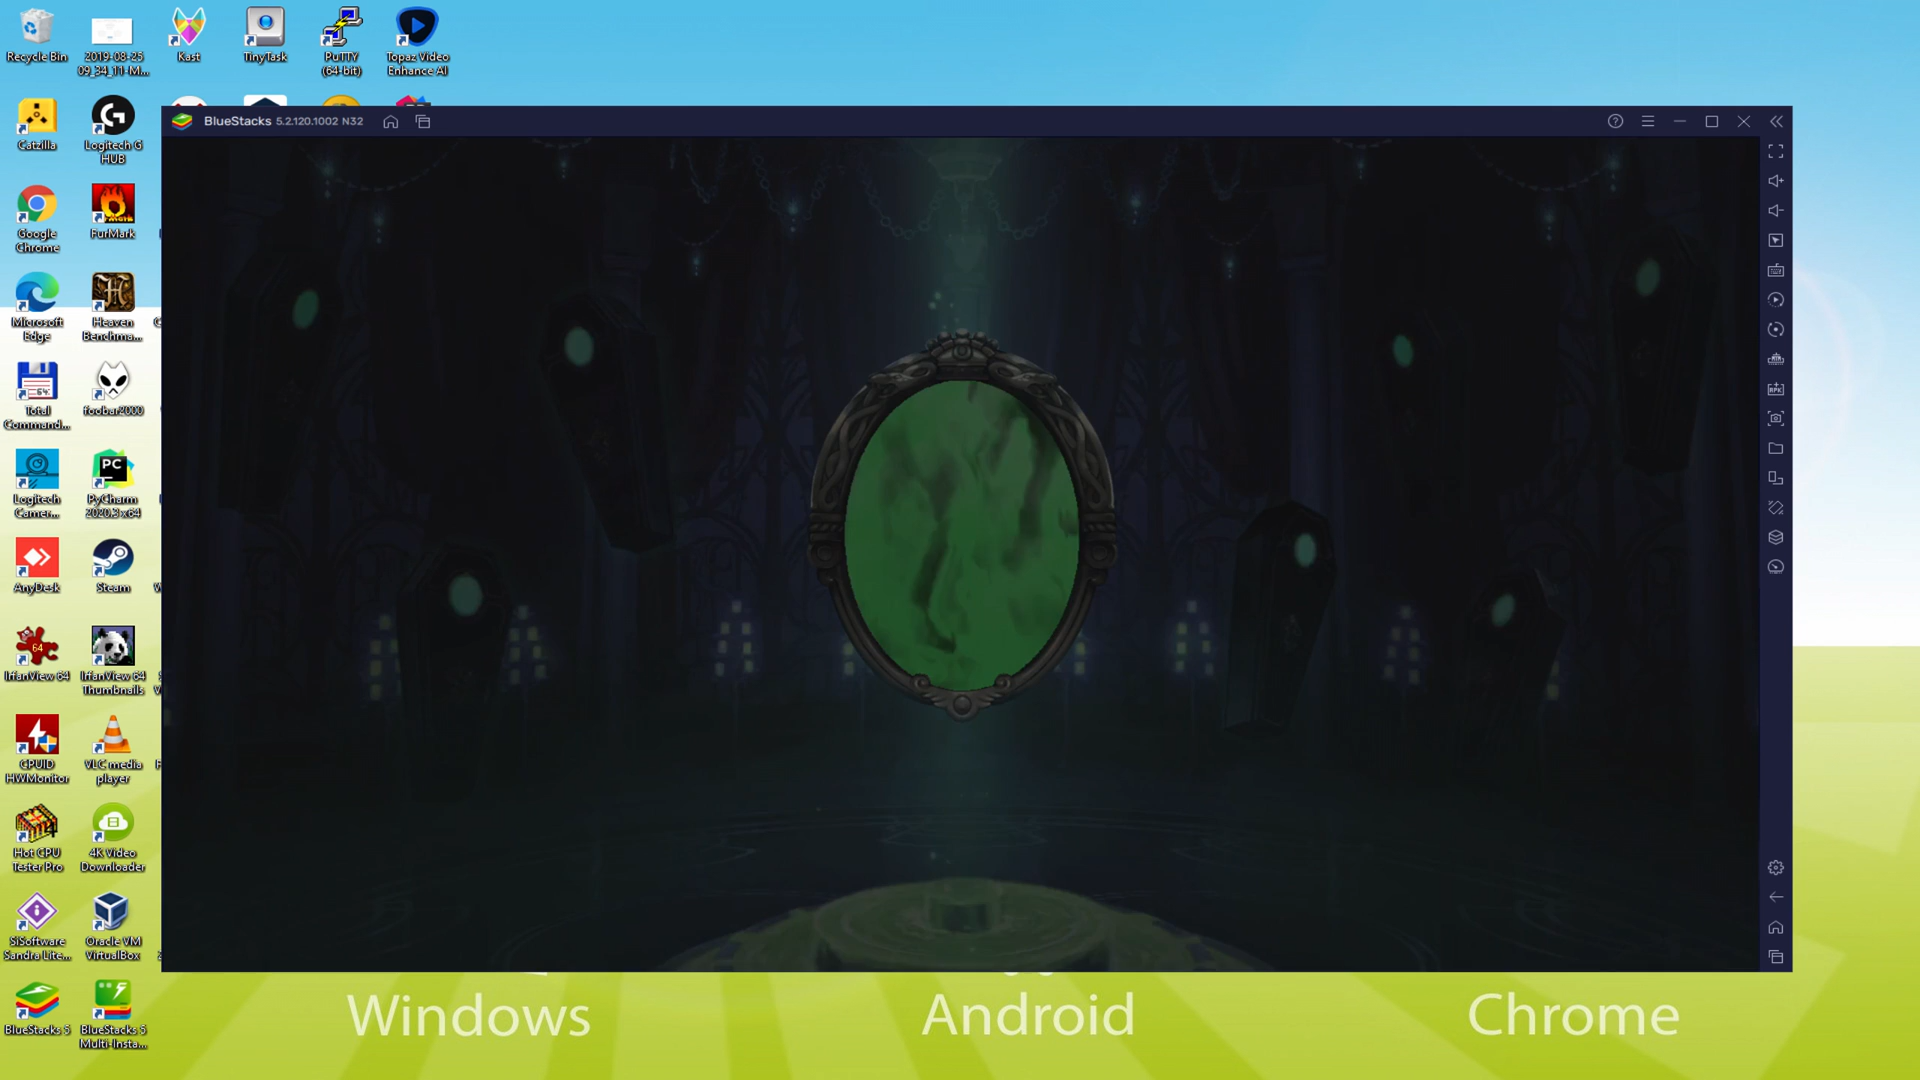 Recycle Bin
2019-08-25
09_34_11-M...
Kast
TinyTask
PuTTY
(64-bit)
Topaz Video
Enhance AI
BlueStacks 5.2.120.1002 N32
Catzilla
Logitech G
HUB
Google
Chrome
FurMark
Microsoft
Edge
Heaven
Benchma...
Total
Command...
foobar2000
Logitech
Camer...
PyCharm
2020.3 x64
AnyDesk
Steam
IrfanView 64
IrfanView 64
Thumbnails
CPUID
HWMonitor
VLC media
player
Hot CPU
Tester Pro
4K Video
Downloader
SiSoftware
Sandra Lite...
Oracle VM
VirtualBox
BlueStacks 5
BlueStacks 5
Multi-Insta...
Windows
Android
Chrome